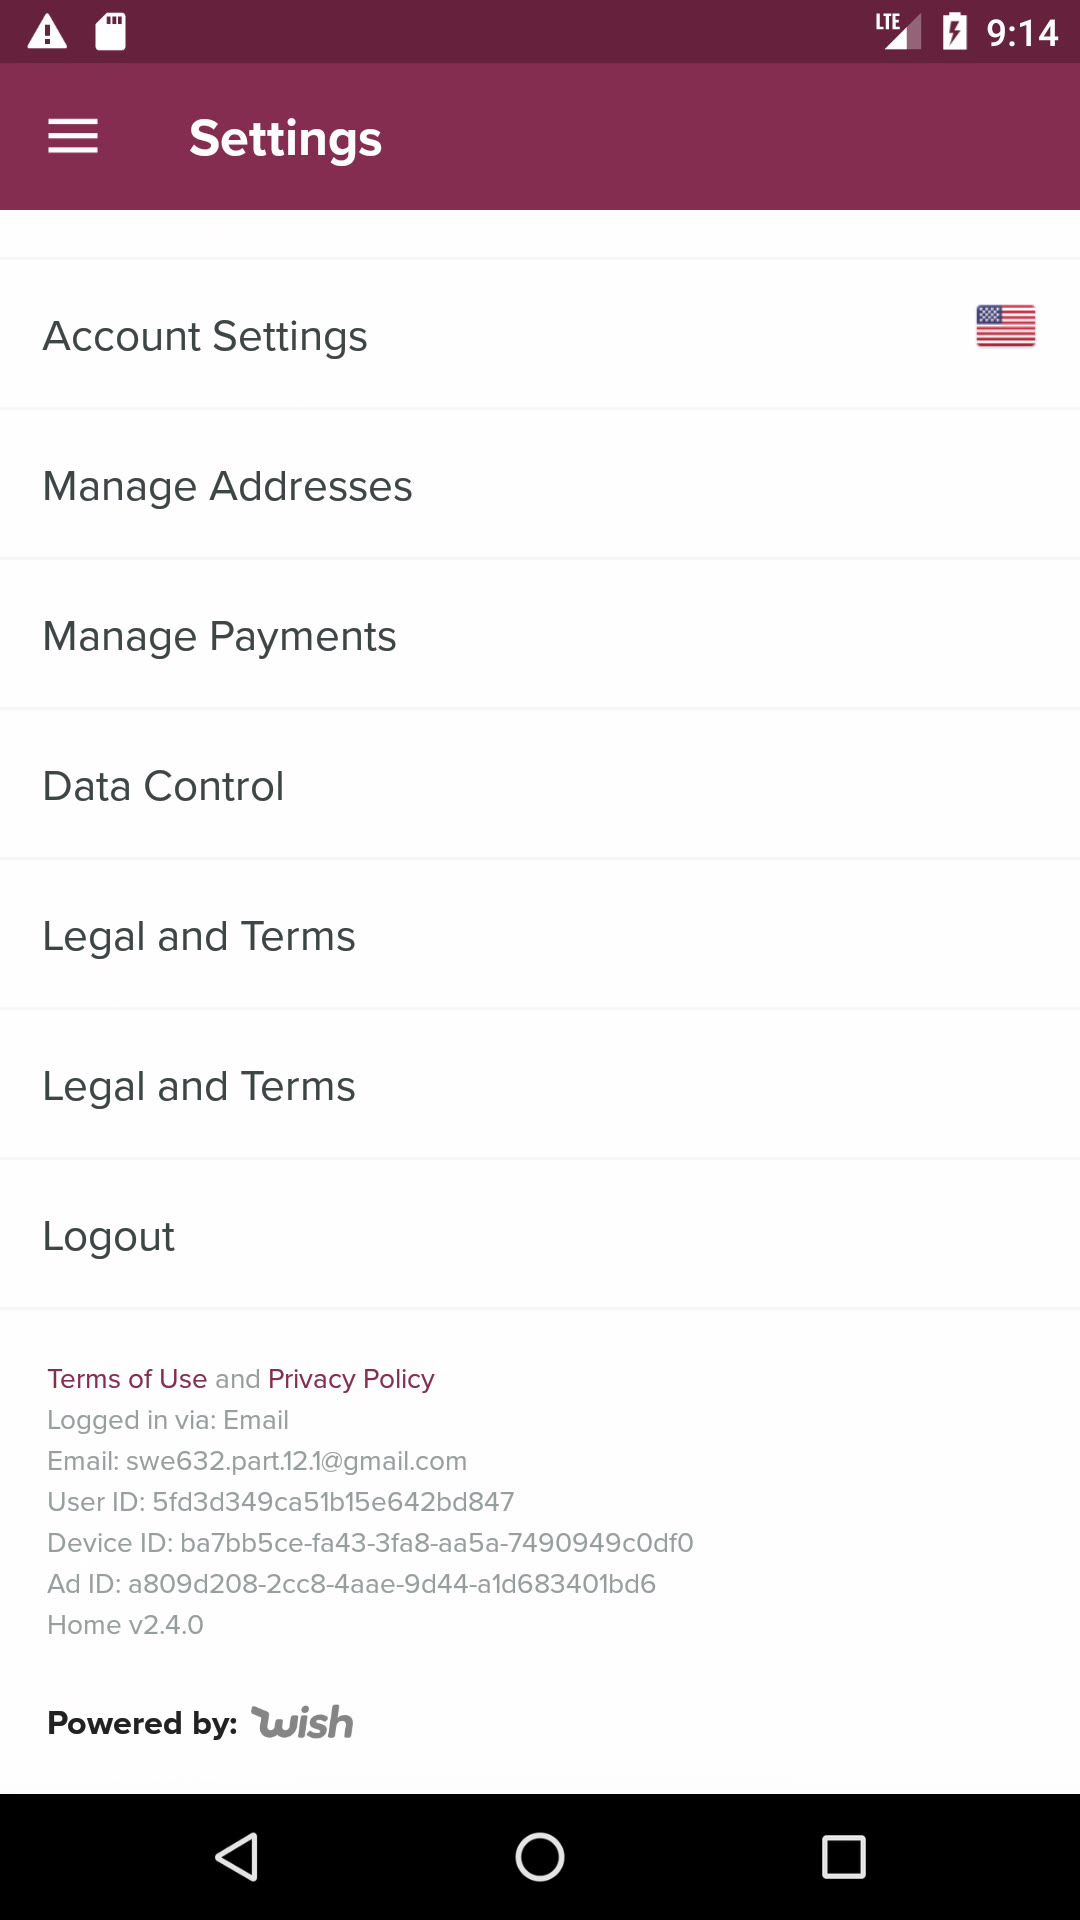 LTE 9:14
Settings
Account Settings
Manage Addresses
Manage Payments
Data Control
Legal and Terms
Legal and Terms
Logout
Terms of Use and Privacy Policy
Logged in via: Email
Email: swe632.part.12.1@gmail.com
User ID: 5fd3d349ca51b15e642bd847
Device ID: ba7bb5ce-fa43-3fa8-aa5a-7490949c0df0
Ad ID: a809d208-2cc8-4aae-9d44-a1d683401bd6
Home v2.4.0
Powered by: wish